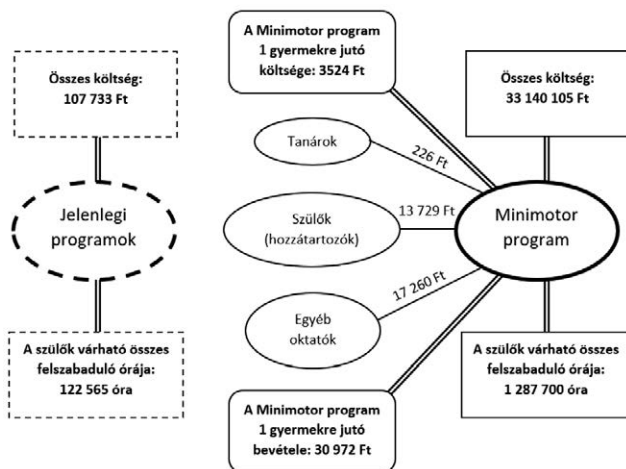 Összes költség:
107 733 Ft
Jelenlegi
programok
A szülők várható összes
felszabaduló órája:
122 565 óra
A Minimotor program
1 gyermekre jutó
költsége: 3524 Ft
Tanárok
226 Ft
Szülők
(hozzátartozók)
13 729 Ft
Egyéb
oktatók
17 260 Ft
A Minimotor program
1 gyermekre jutó
bevétele: 30 972 Ft
Összes költség:
33 140 105 Ft
Minimotor
program
A szülők várható összes
felszabaduló órája:
1 287 700 óra